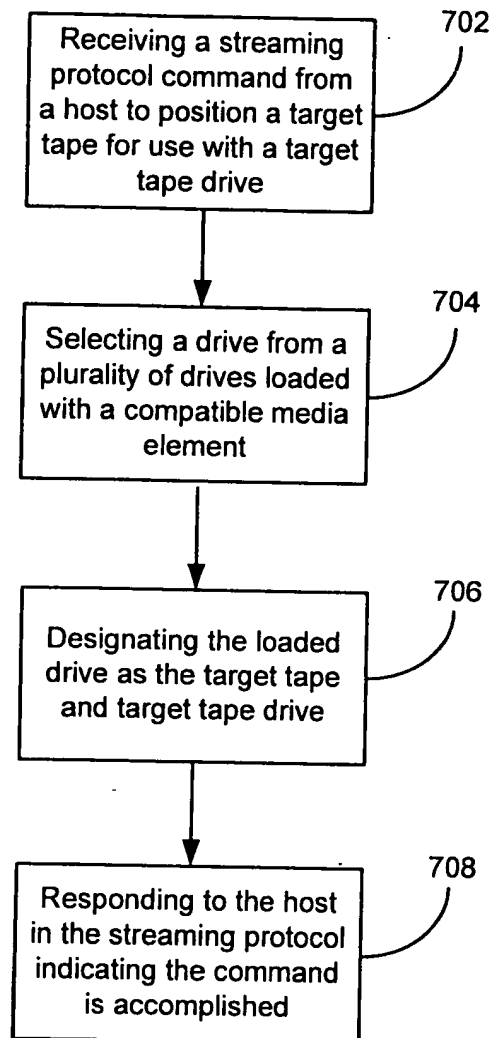 702
Receiving a streaming
protocol command from
a host to position a target
tape for use with a target
tape drive
704
Selecting a drive from a
plurality of drives loaded
with a compatible media
element
706
Designating the loaded
drive as the target tape
and target tape drive
708
Responding to the host
in the streaming protocol
indicating the command
is accomplished